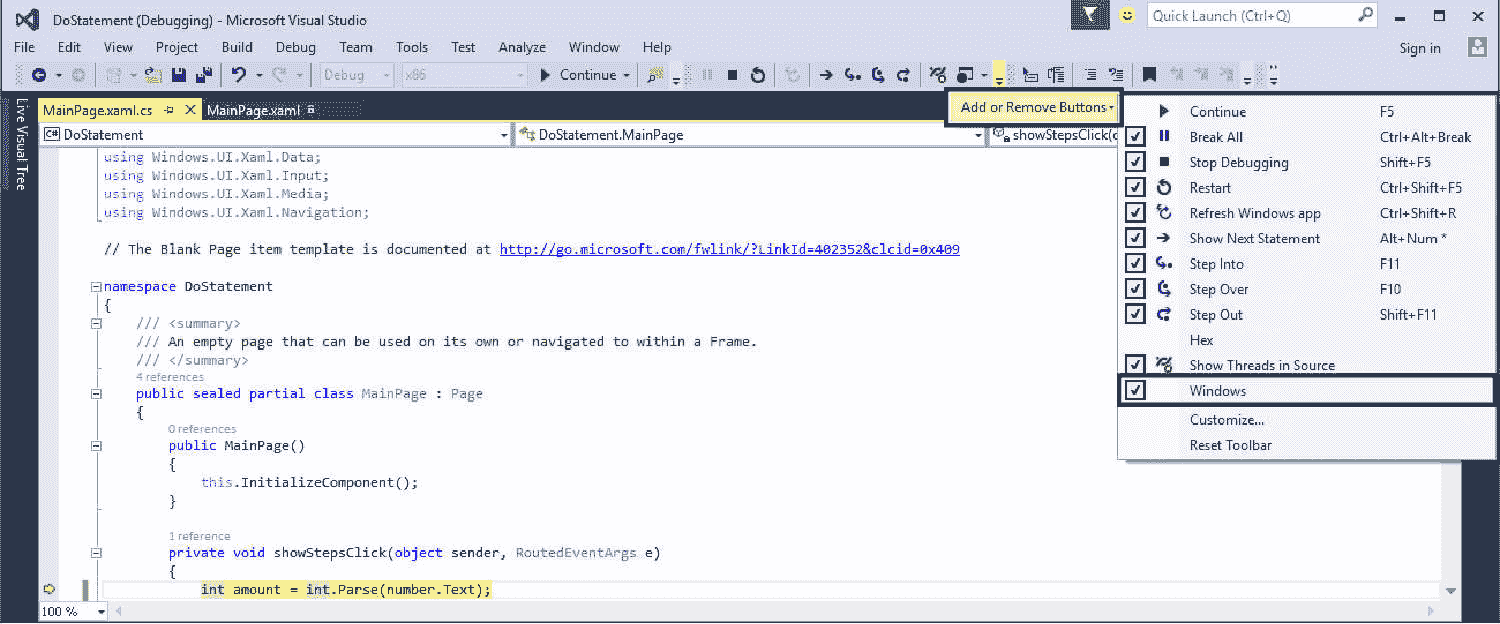 DoStatement (Debugging) - Microsoft Visual Studio
Quick Launch (Ctrl+Q)
File Edit View Project Build Debug Team Tools Test Analyze Window Help
Sign in
Debug x86 Continue
Live Visual Tree
MainPage.xaml.cs MainPage.xaml
Add or Remove Buttons
DoStatement DoStatement.MainPage showStepsClick(
using Windows.UI.Xaml.Data;
using Windows.UI.Xaml.Input;
using Windows.UI.Xaml.Media;
using Windows.UI.Xaml.Navigation;
// The Blank Page item template is documented at http://go.microsoft.com/fwlink/?LinkId=402352&clcid=0x409
namespace DoStatement
{
/// <summary>
/// An empty page that can be used on its own or navigated to within a Frame.
/// </summary>
4 references
public sealed partial class MainPage : Page
{
0 references
public MainPage()
{
this.InitializeComponent();
}
1 reference
private void showStepsClick(object sender, RoutedEventArgs e)
{
int amount = int.Parse(number.Text);
100 %
Continue F5
Break All Ctrl+Alt+Break
Stop Debugging Shift+F5
Restart Ctrl+Shift+F5
Refresh Windows app Ctrl+Shift+R
Show Next Statement Alt+Num *
Step Into F11
Step Over F10
Step Out Shift+F11
Hex
Show Threads in Source
Windows
Customize...
Reset Toolbar